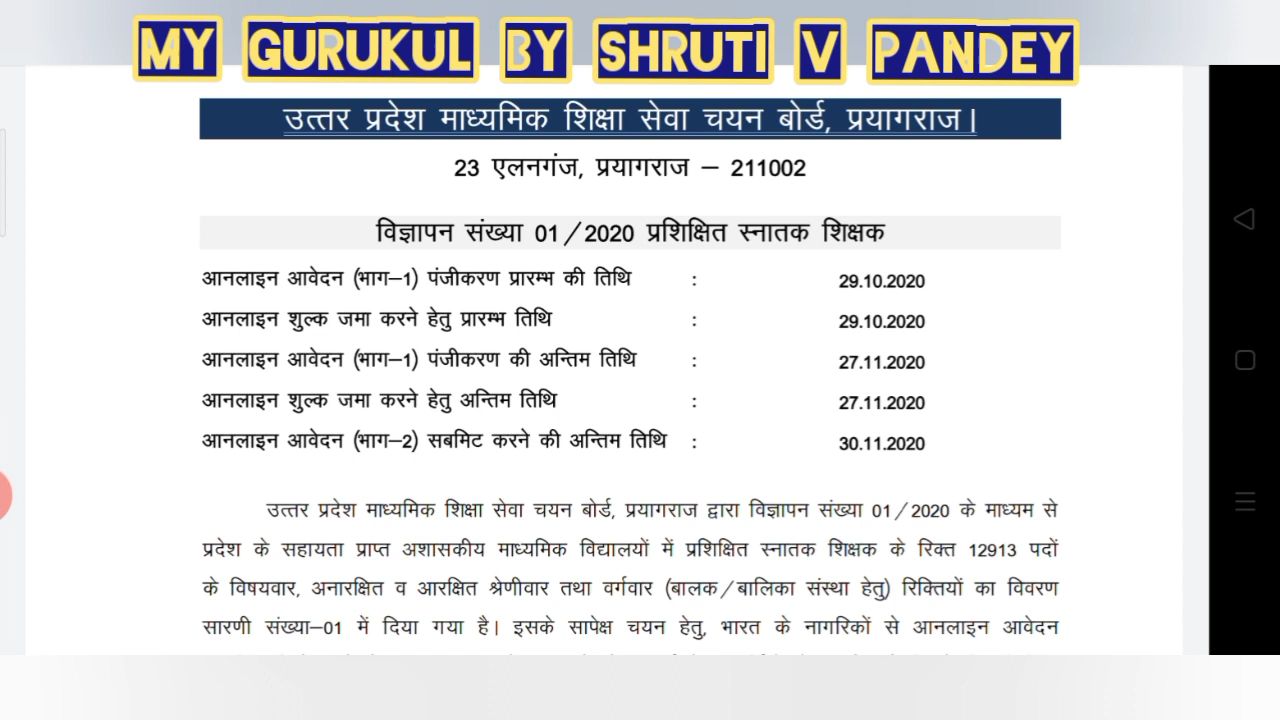 MY GURUKUL BY SHRUTI V PANDEY
उत्तर प्रदेश माध्यमिक शिक्षा सेवा चयन बोर्ड, प्रयागराज।
23 एलनगंज, प्रयागराज – 211002
विज्ञापन संख्या 01/2020 प्रशिक्षित स्नातक शिक्षक
आनलाइन आवेदन (भाग–1) पंजीकरण प्रारम्भ की तिथि : 29.10.2020
आनलाइन शुल्क जमा करने हेतु प्रारम्भ तिथि : 29.10.2020
आनलाइन आवेदन (भाग–1) पंजीकरण की अन्तिम तिथि : 27.11.2020
आनलाइन शुल्क जमा करने हेतु अन्तिम तिथि : 27.11.2020
आनलाइन आवेदन (भाग–2) सबमिट करने की अन्तिम तिथि : 30.11.2020
उत्तर प्रदेश माध्यमिक शिक्षा सेवा चयन बोर्ड, प्रयागराज द्वारा विज्ञापन संख्या 01/2020 के माध्यम से
प्रदेश के सहायता प्राप्त अशासकीय माध्यमिक विद्यालयों में प्रशिक्षित स्नातक शिक्षक के रिक्त 12913 पदों
के विषयवार, अनारक्षित व आरक्षित श्रेणीवार तथा वर्गवार (बालक/बालिका संस्था हेतु) रिक्तियों का विवरण
सारणी संख्या–01 में दिया गया है। इसके सापेक्ष चयन हेतु, भारत के नागरिकों से आनलाइन आवेदन